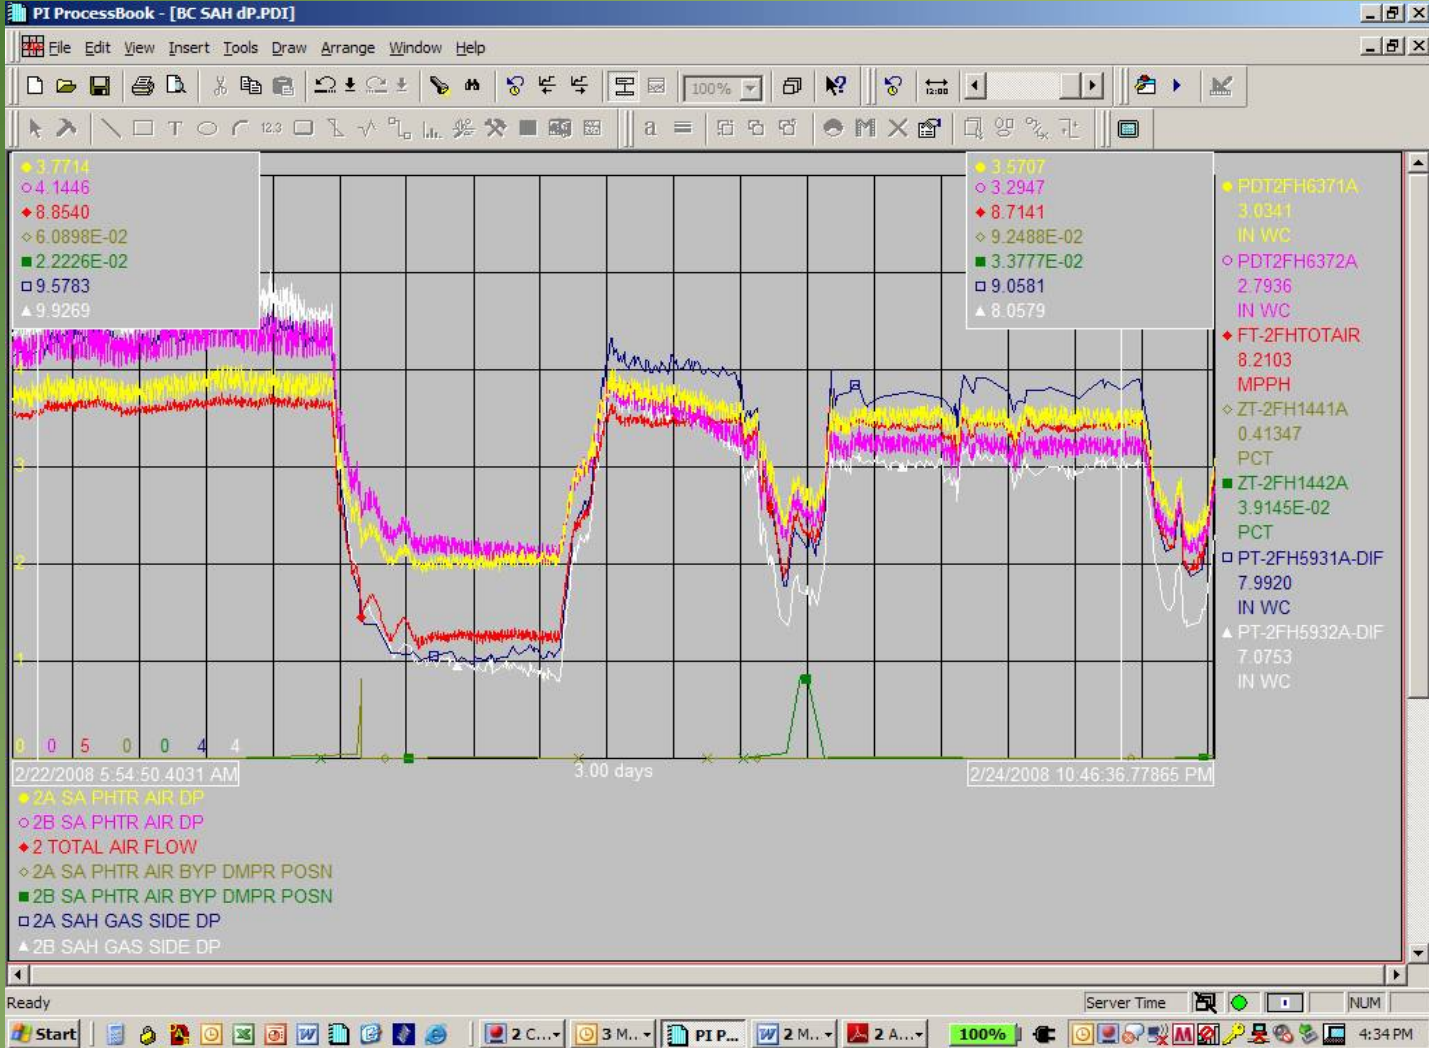 PI ProcessBook - [BC SAH dP.PDI]
File Edit View Insert Tools Draw Arrange Window Help
100%
12:00
T 12.3 a M
3.7714
4.1446
8.8540
6.0898E-02
2.2226E-02
9.5783
9.9269
3.5707
3.2947
8.7141
9.2488E-02
3.3777E-02
9.0581
8.0579
PDT2FH6371A
3.0341
IN WC
PDT2FH6372A
2.7936
IN WC
FT-2FHTOTAIR
8.2103
MPPH
ZT-2FH1441A
0.41347
PCT
ZT-2FH1442A
3.9145E-02
PCT
PT-2FH5931A-DIF
7.9920
IN WC
PT-2FH5932A-DIF
7.0753
IN WC
4
3
2
1
0 0 5 0 0 4 4
2/22/2008 5:54:50.4031 AM
3.00 days
2/24/2008 10:46:36.77865 PM
2A SA PHTR AIR DP
2B SA PHTR AIR DP
2 TOTAL AIR FLOW
2A SA PHTR AIR BYP DMPR POSN
2B SA PHTR AIR BYP DMPR POSN
2A SAH GAS SIDE DP
2B SAH GAS SIDE DP
Ready
Server Time
NUM
Start
2 C...
3 M...
PI P...
2 M...
2 A...
100%
4:34 PM